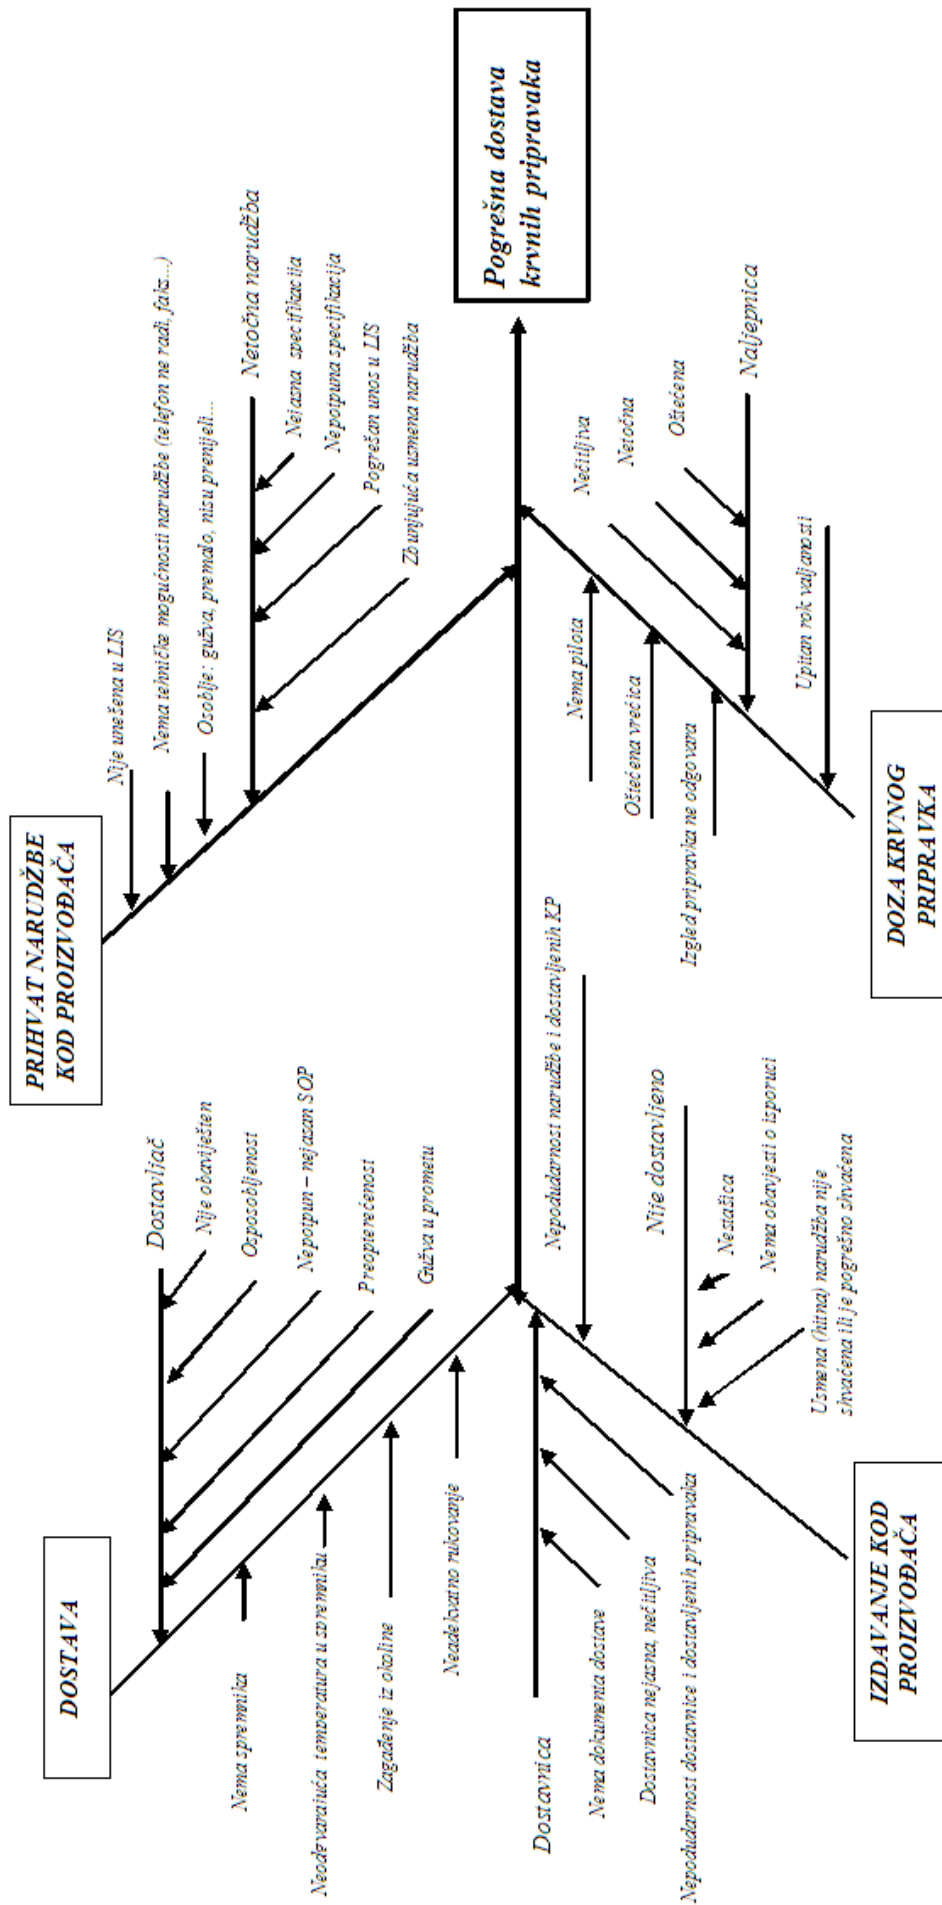 DOSTAVA
PRIHVAT NARUDŽBE
KOD PROIZVOĐAČA
Dostavljač
Nije obaviješten
Osposobljenost
Nepotpun – nejasan SOP
Preopterećenost
Gužva u prometu
Nema spremnika
Neodgvarajuća temperatura u spremniku
Zagađenje iz okoline
Neadekvatno rukovanje
Nije unešena u LIS
Nema tehničke mogućnosti narudžbe (telefon ne radi, faks...)
Osoblje: gužva, premalo, nisu prenijeli...
Netočna narudžba
Nejasna specifikacija
Nepotpuna specifikacija
Pogrešan unos u LIS
Zbunjujuća usmena narudžba
Pogrešna dostava
krvnih pripravaka
Dostavnica
Nema dokumenta dostave
Dostavnica nejasna, nečitljiva
Nepodudarnost dostavnice i dostavljenih pripravaka
Nepodudarnost narudžbe i dostavljenih KP
Nije dostavljeno
Nestašica
Nema obavjesti o isporuci
Usmena (hitna) narudžba nije
shvaćena ili je pogrešno shvaćena
Nema pilota
Oštećena vrećica
Izgled pripravka ne odgovara
Nečitljiva
Netočna
Oštećena
Naljepnica
Upitan rok valjanosti
IZDAVANJE KOD
PROIZVOĐAČA
DOZA KRVNOG
PRIPRAVKA